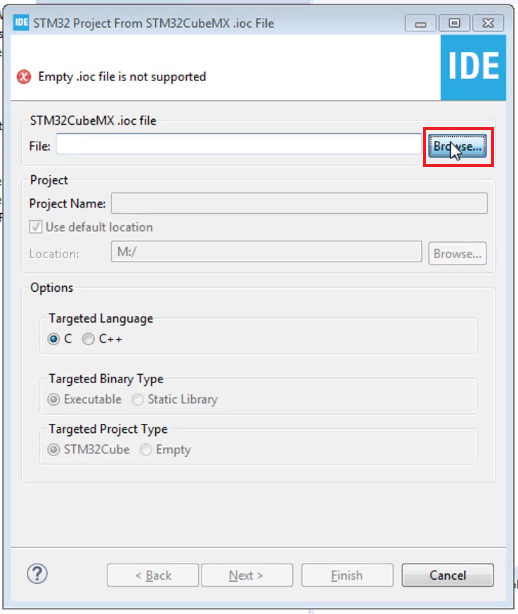 IDE STM32 Project From STM32CubeMX .ioc File
Empty .ioc file is not supported
IDE
STM32CubeMX .ioc file
File: Browse...
Project
Project Name:
Use default location
Location: M:/ Browse...
Options
Targeted Language
C C++
Targeted Binary Type
Executable Static Library
Targeted Project Type
STM32Cube Empty
? < Back Next > Finish Cancel